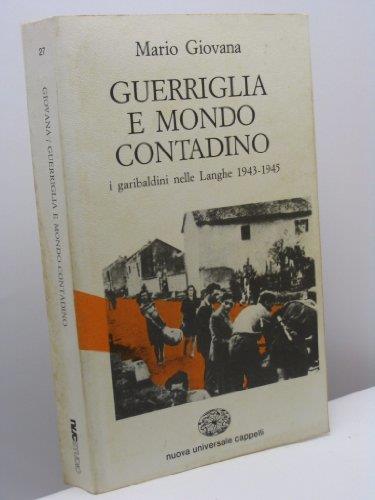 Mario Giovana
GUERRIGLIA
E MONDO
CONTADINO
i garibaldini nelle Langhe 1943-1945
nuova universale cappelli
27
GIOVANA / GUERRIGLIA E MONDO CONTADINO